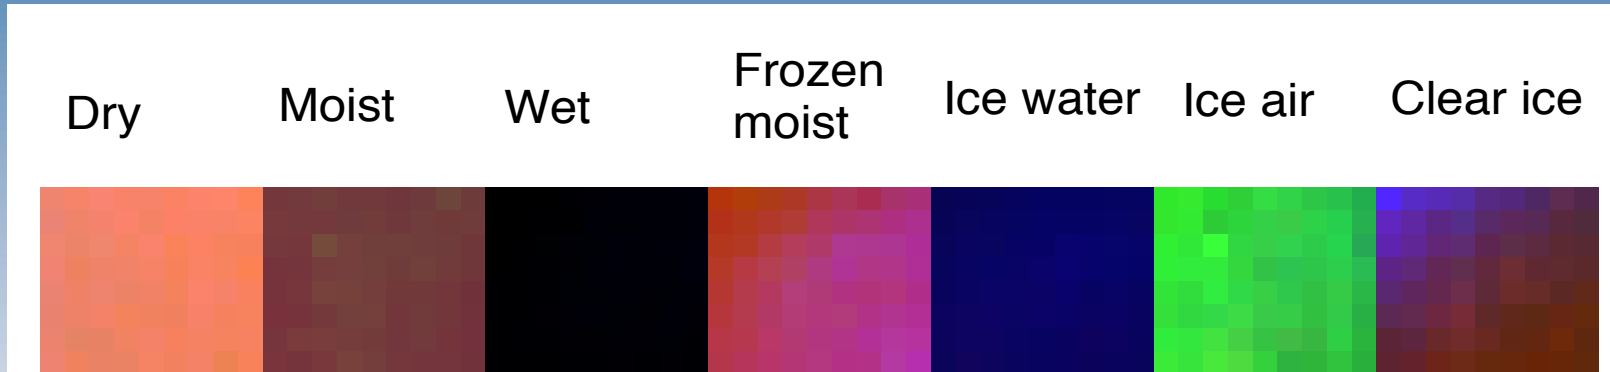 Dry
Moist
Wet
Frozen
moist
Ice water
Ice air
Clear ice